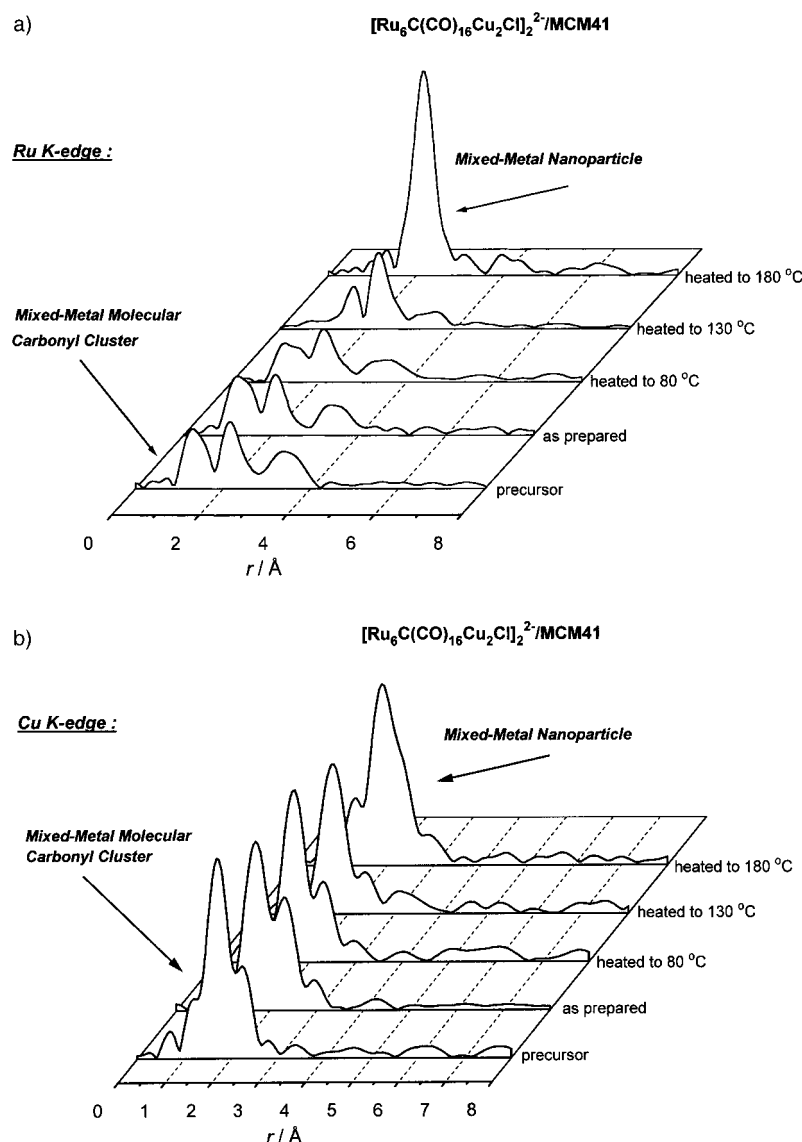 a)
[Ru6C(CO)16Cu2Cl]2 2-/MCM41
Ru K-edge :
Mixed-Metal Nanoparticle
Mixed-Metal Molecular
Carbonyl Cluster
heated to 180 °C
heated to 130 °C
heated to 80 °C
as prepared
precursor
0 2 4 6 8
r / Å
b)
[Ru6C(CO)16Cu2Cl]2 2-/MCM41
Cu K-edge :
Mixed-Metal Nanoparticle
Mixed-Metal Molecular
Carbonyl Cluster
heated to 180 °C
heated to 130 °C
heated to 80 °C
as prepared
precursor
0 1 2 3 4 5 6 7 8
r / Å